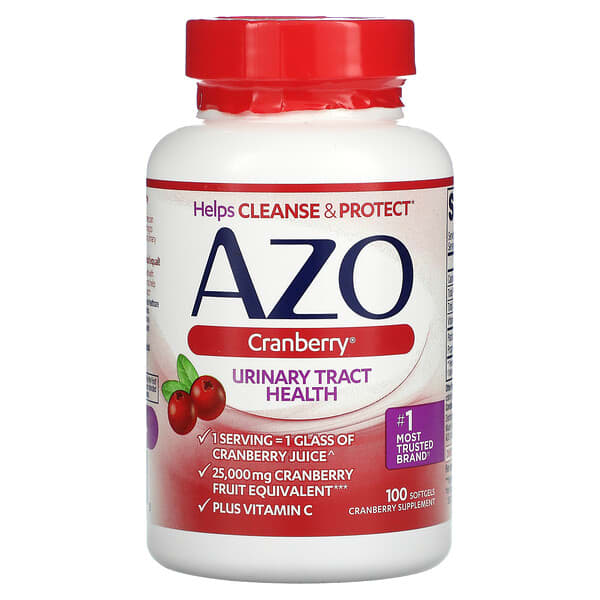 Helps CLEANSE & PROTECT*
AZO
Cranberry®
URINARY TRACT
HEALTH
✓ 1 SERVING = 1 GLASS OF
CRANBERRY JUICE^
✓ 25,000mg CRANBERRY
FRUIT EQUIVALENT***
✓ PLUS VITAMIN C
#1
MOST
TRUSTED
BRAND
100 SOFTGELS
CRANBERRY SUPPLEMENT